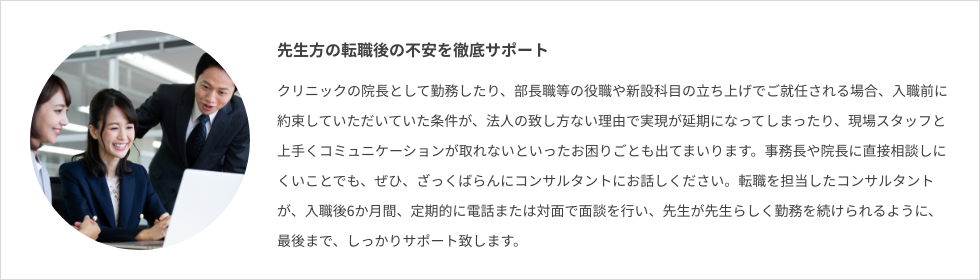 先生方の転職後の不安を徹底サポート
クリニックの院長として勤務したり、部長職等の役職や新設科目の立ち上げでご就任される場合、入職前に
約束していただいていた条件が、法人の致し方ない理由で実現が延期になってしまったり、現場スタッフと
上手くコミュニケーションが取れないといったお困りごとも出てまいります。事務長や院長に直接相談しに
くいことでも、ぜひ、ざっくばらんにコンサルタントにお話しください。転職を担当したコンサルタント
が、入職後6か月間、定期的に電話または対面で面談を行い、先生が先生らしく勤務を続けられるように、
最後まで、しっかりサポート致します。